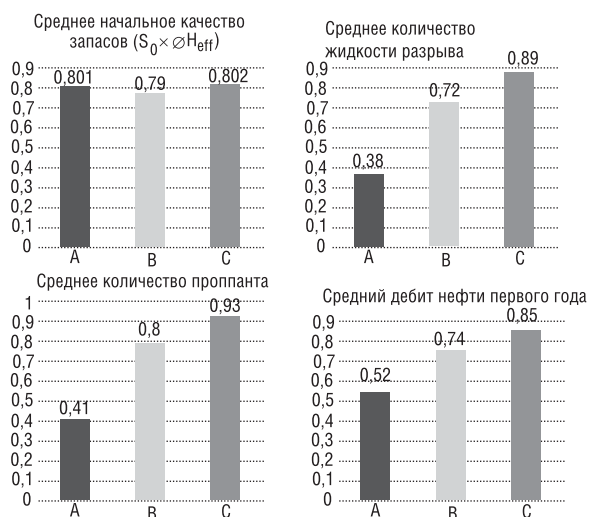 Среднее начальное качество
запасов (S₀×∅Hₑff)
0,9
0,8
0,7
0,6
0,5
0,4
0,3
0,2
0,1
0
0,801
0,79
0,802
A
B
C
Среднее количество
жидкости разрыва
0,9
0,8
0,7
0,6
0,5
0,4
0,3
0,2
0,1
0
0,38
0,72
0,89
A
B
C
Среднее количество проппанта
1
0,9
0,8
0,7
0,6
0,5
0,4
0,3
0,2
0,1
0
0,41
0,8
0,93
A
B
C
Средний дебит нефти первого года
0,9
0,8
0,7
0,6
0,5
0,4
0,3
0,2
0,1
0
0,52
0,74
0,85
A
B
C